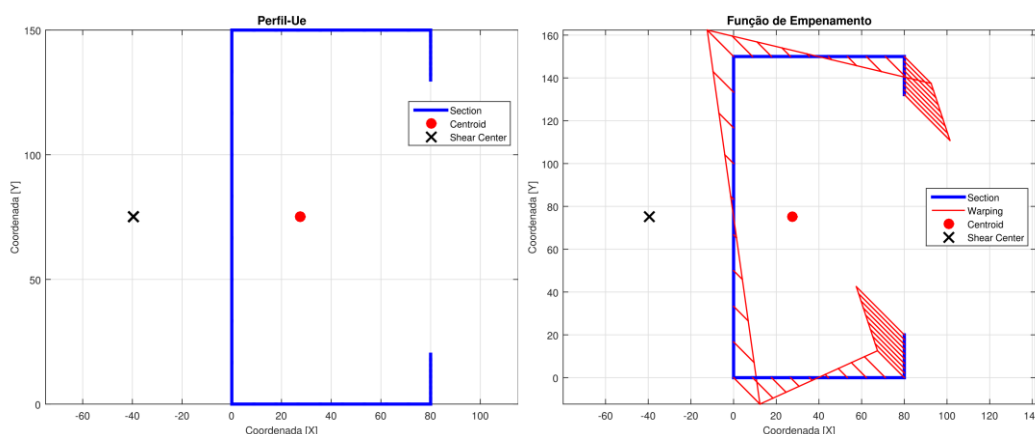 Perfil-Ue
150
100
50
0
Coordenada [Y]
-60
-40
-20
0
20
40
60
80
100
Coordenada [X]
Section
Centroid
Shear Center
Função de Empenamento
160
140
120
100
80
60
40
20
0
Coordenada [Y]
-60
-40
-20
0
20
40
60
80
100
120
Coordenada [X]
Section
Warping
Centroid
Shear Center